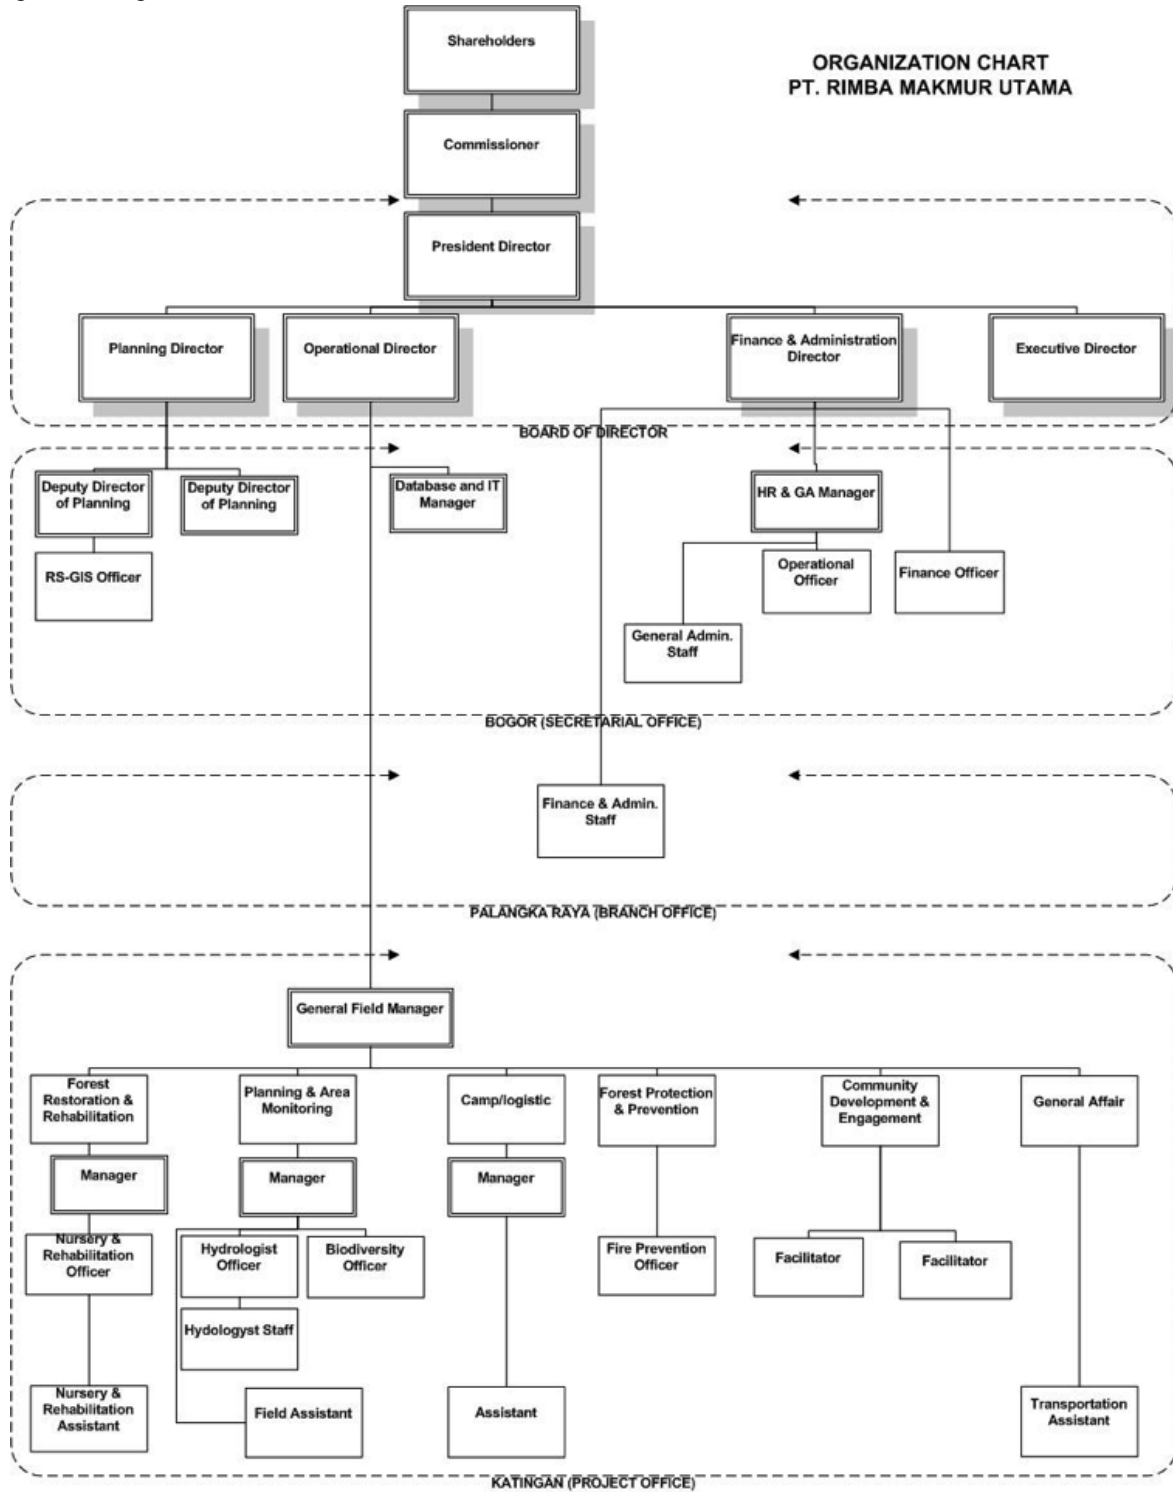 Shareholders
ORGANIZATION CHART
PT. RIMBA MAKMUR UTAMA
Commissioner
President Director
Planning Director
Operational Director
Finance & Administration
Director
Executive Director
BOARD OF DIRECTOR
Deputy Director
of Planning
Deputy Director
of Planning
Database and IT
Manager
HR & GA Manager
RS-GIS Officer
Operational
Officer
Finance Officer
General Admin.
Staff
BOGOR (SECRETARIAL OFFICE)
Finance & Admin.
Staff
PALANGKA RAYA (BRANCH OFFICE)
General Field Manager
Forest
Restoration &
Rehabilitation
Planning & Area
Monitoring
Camp/logistic
Forest Protection
& Prevention
Community
Development &
Engagement
General Affair
Manager
Manager
Manager
Nursery &
Rehabilitation
Officer
Hydrologist
Officer
Biodiversity
Officer
Fire Prevention
Officer
Facilitator
Facilitator
Hydologyst Staff
Nursery &
Rehabilitation
Assistant
Field Assistant
Assistant
Transportation
Assistant
KATINGAN (PROJECT OFFICE)